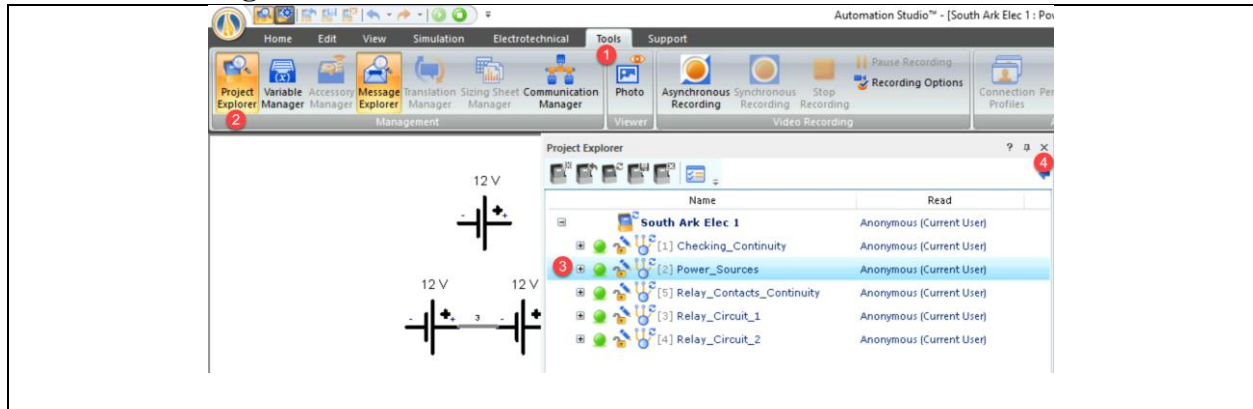 Automation Studio™ - [South Ark Elec 1 : Po
Home Edit View Simulation Electrotechnical Tools Support
1
Project Explorer
Variable Manager
Accessory Manager
Message Explorer
Translation Manager
Sizing Sheet Manager
Communication Manager
Photo
Asynchronous Recording
Synchronous Recording
Stop Recording
Pause Recording
Recording Options
Connection Profiles
Per
2
Management
Viewer
Video Recording
Project Explorer
4
Name Read
South Ark Elec 1 Anonymous (Current User)
[1] Checking_Continuity Anonymous (Current User)
3 [2] Power_Sources Anonymous (Current User)
[5] Relay_Contacts_Continuity Anonymous (Current User)
[3] Relay_Circuit_1 Anonymous (Current User)
[4] Relay_Circuit_2 Anonymous (Current User)
12 V
- +
12 V 12 V
- + 3 - +